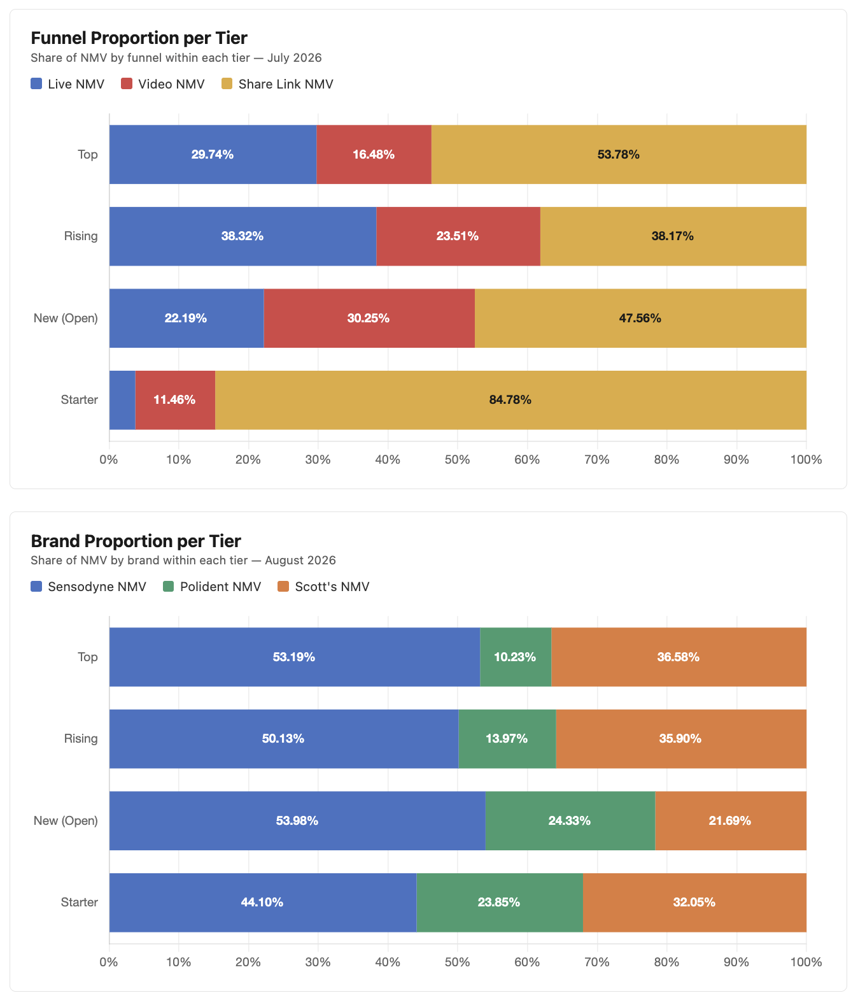 Funnel Proportion per Tier
Share of NMV by funnel within each tier — July 2026
Live NMV Video NMV Share Link NMV
Top 29.74% 16.48% 53.78%
Rising 38.32% 23.51% 38.17%
New (Open) 22.19% 30.25% 47.56%
Starter 11.46% 84.78%
0% 10% 20% 30% 40% 50% 60% 70% 80% 90% 100%
Brand Proportion per Tier
Share of NMV by brand within each tier — August 2026
Sensodyne NMV Polident NMV Scott's NMV
Top 53.19% 10.23% 36.58%
Rising 50.13% 13.97% 35.90%
New (Open) 53.98% 24.33% 21.69%
Starter 44.10% 23.85% 32.05%
0% 10% 20% 30% 40% 50% 60% 70% 80% 90% 100%